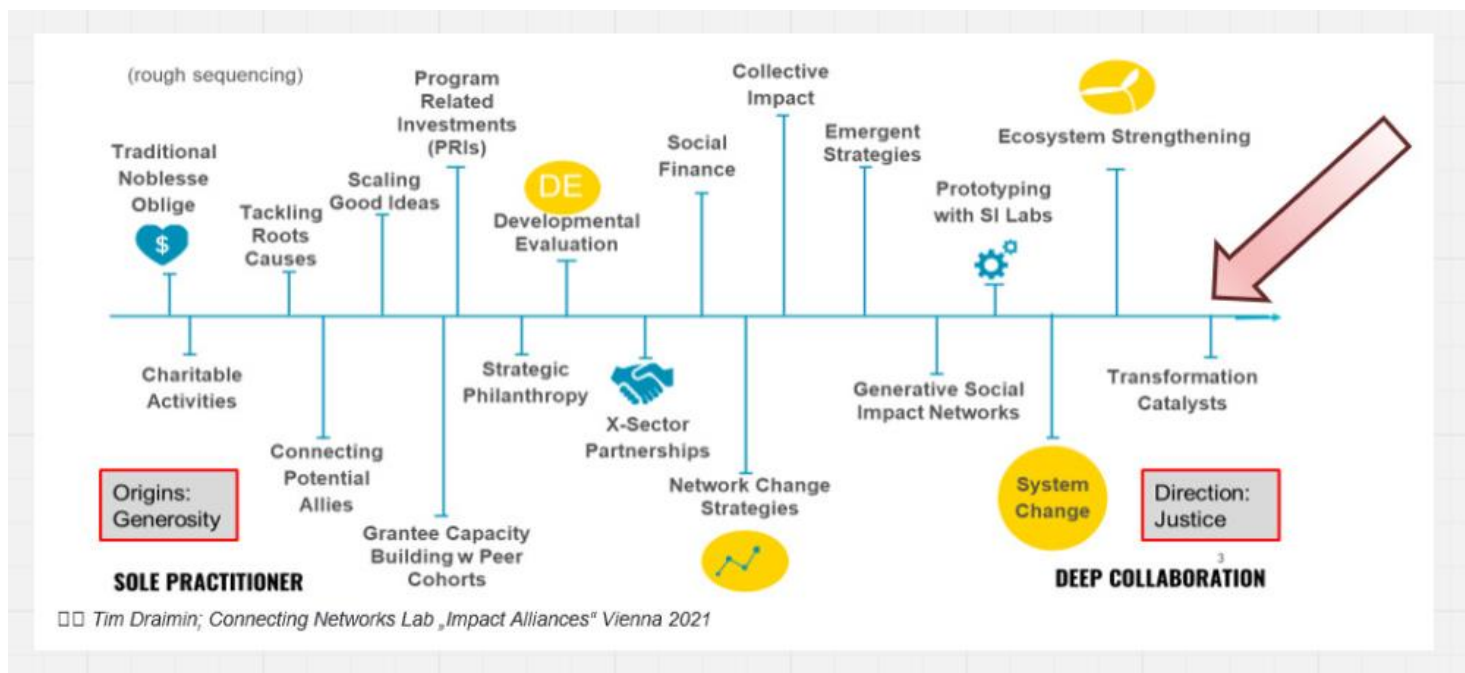 (rough sequencing)
Traditional
Noblesse
Oblige
$
Tackling
Roots
Causes
Scaling
Good Ideas
Program
Related
Investments
(PRIs)
DE
Developmental
Evaluation
Social
Finance
Collective
Impact
Emergent
Strategies
Prototyping
with SI Labs
Ecosystem Strengthening
Charitable
Activities
Connecting
Potential
Allies
Grantee Capacity
Building w Peer
Cohorts
Strategic
Philanthropy
X-Sector
Partnerships
Network Change
Strategies
Generative Social
Impact Networks
System
Change
Transformation
Catalysts
Origins:
Generosity
Direction:
Justice
3
SOLE PRACTITIONER
DEEP COLLABORATION
□□ Tim Draimin; Connecting Networks Lab „Impact Alliances“ Vienna 2021